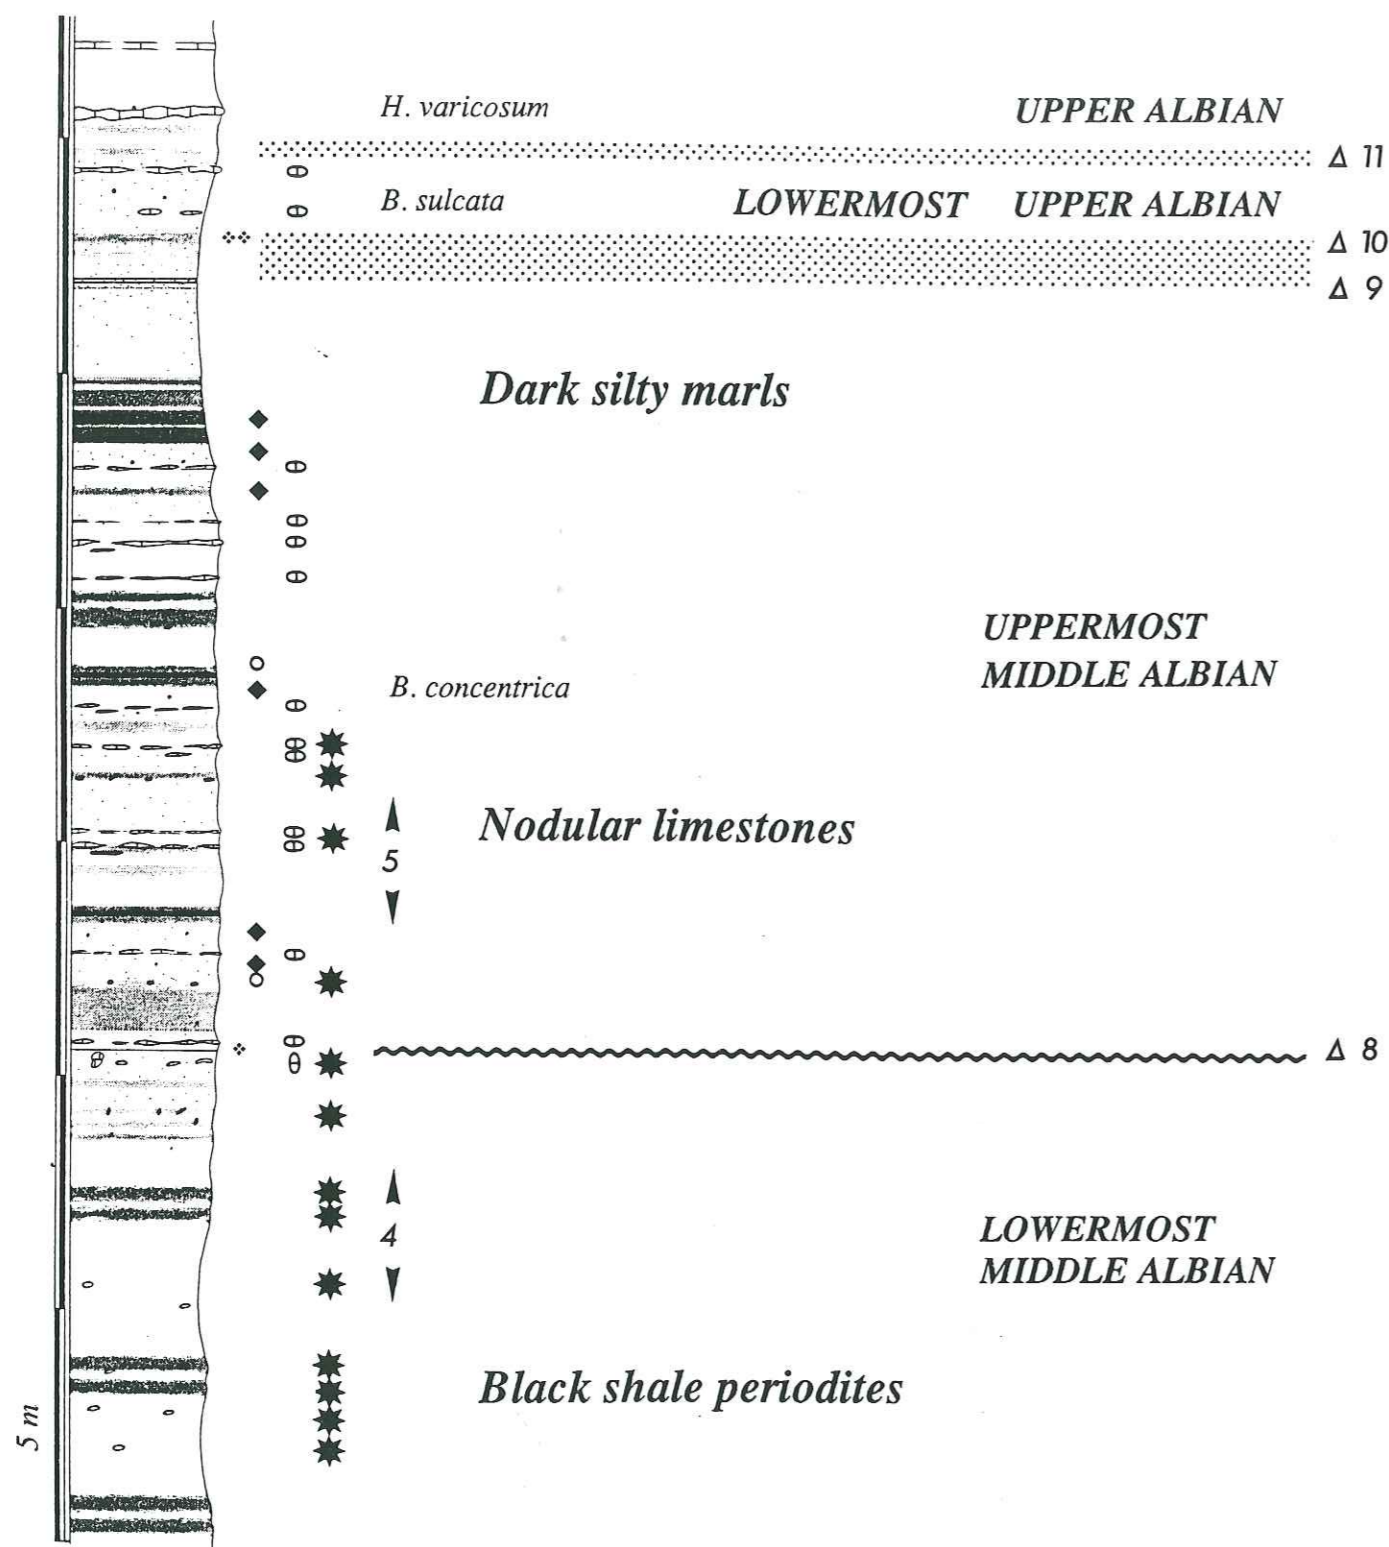 H. varicosum UPPER ALBIAN
Δ 11
B. sulcata LOWERMOST UPPER ALBIAN
Δ 10
Δ 9
Dark silty marls
UPPERMOST
MIDDLE ALBIAN
B. concentrica
Nodular limestones
5
Δ 8
4
LOWERMOST
MIDDLE ALBIAN
Black shale periodites
5 m